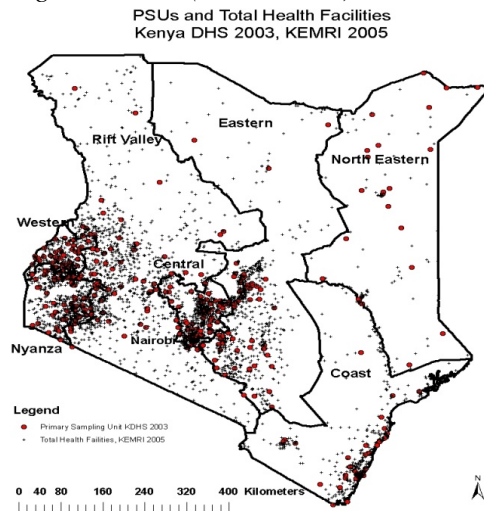 PSUs and Total Health Facilities
Kenya DHS 2003, KEMRI 2005
Eastern
Rift Valley
North Eastern
Western
Central
Nyanza
Nairobi
Coast
Legend
Primary Sampling Unit KDHS 2003
Total Health Failities, KEMRI 2005
N
0 40 80 160 240 320 400 Kilometers